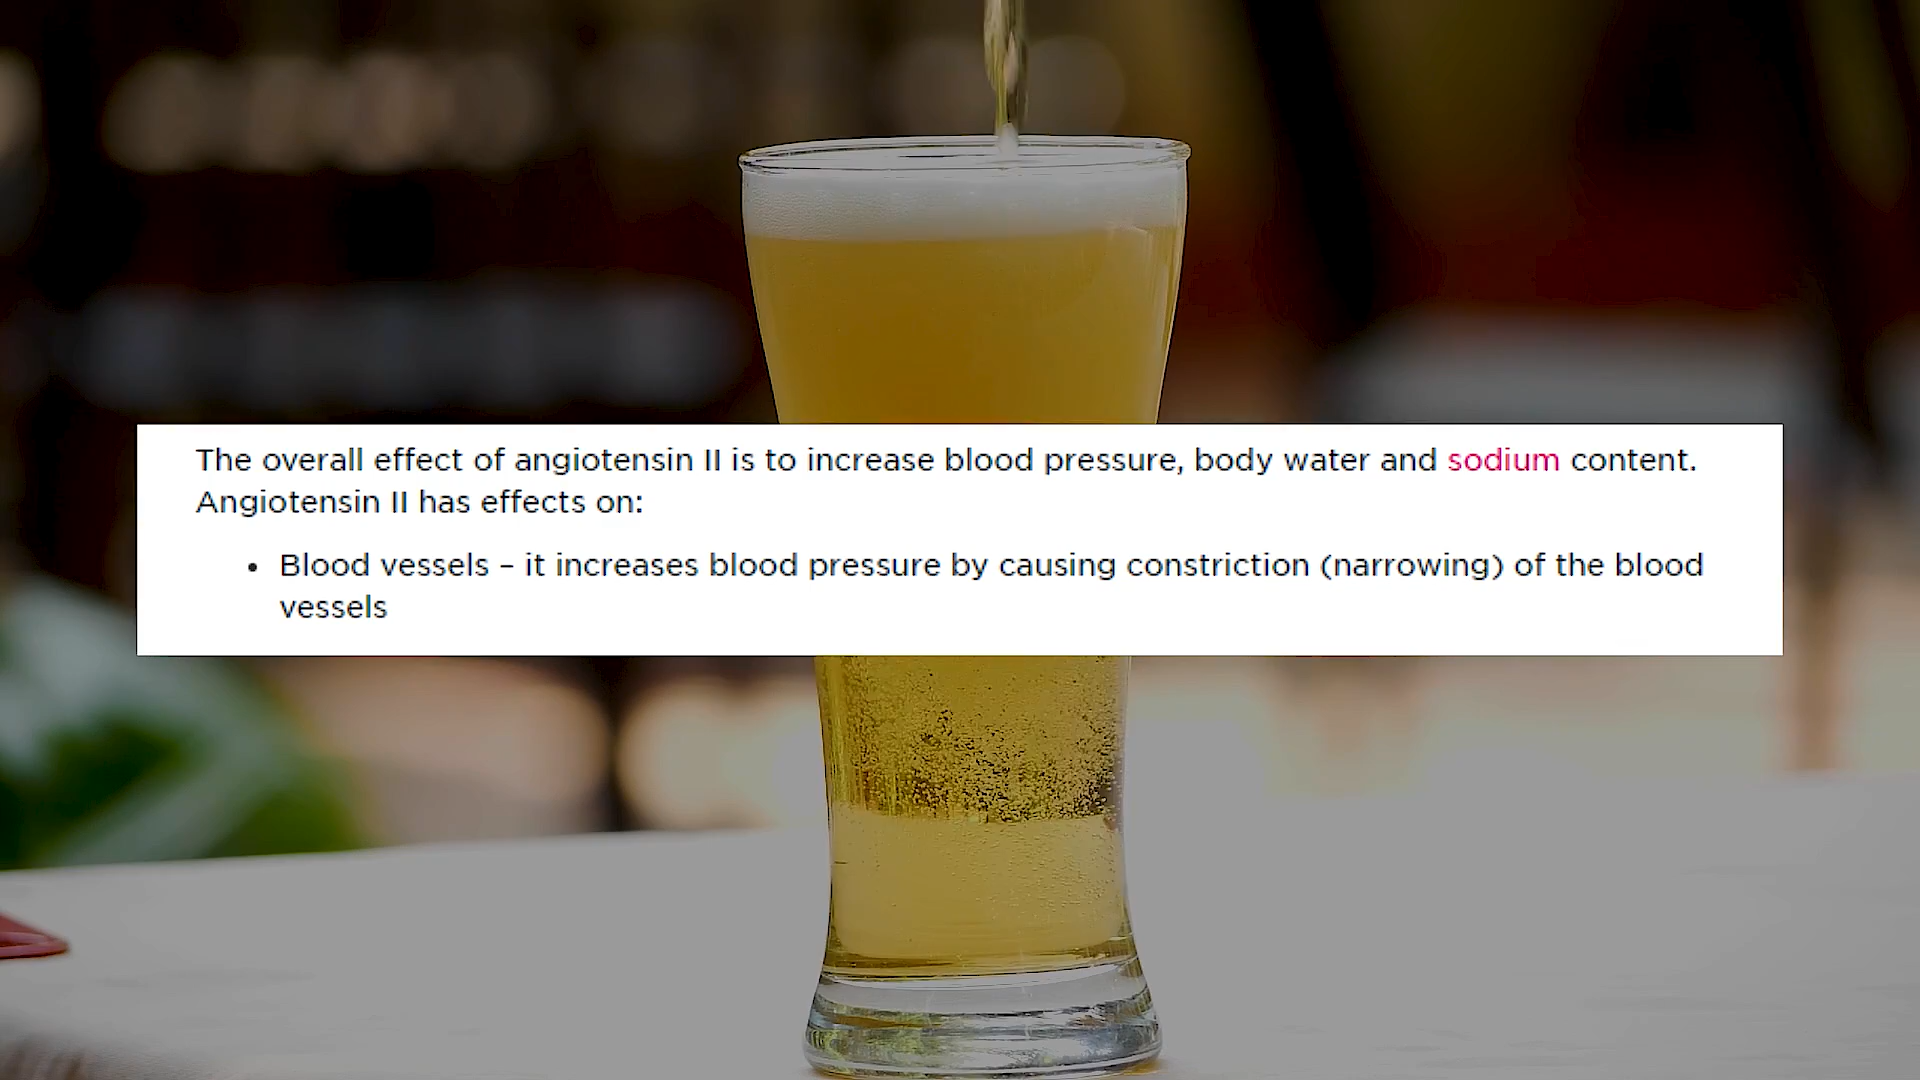 The overall effect of angiotensin II is to increase blood pressure, body water and sodium content.
Angiotensin II has effects on:
• Blood vessels – it increases blood pressure by causing constriction (narrowing) of the blood
vessels